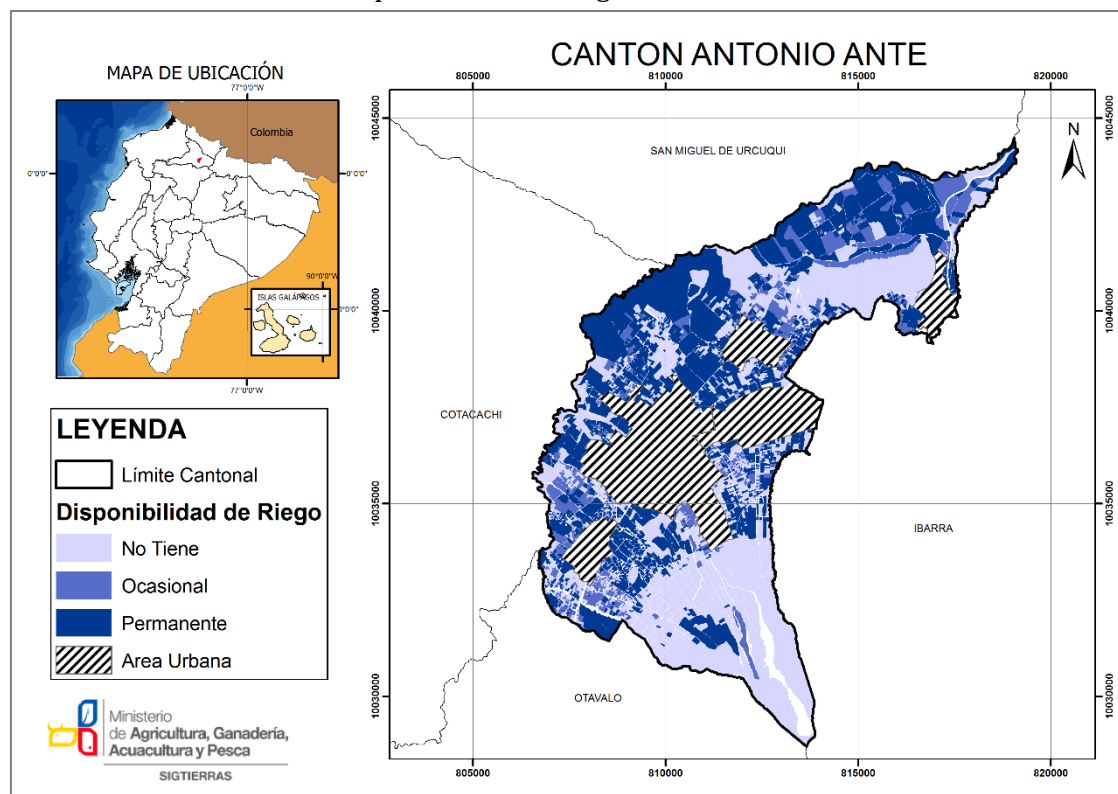 CANTON ANTONIO ANTE
MAPA DE UBICACIÓN
77°0'0"W
Colombia
0°0'0"
0°0'0"
90°0'0"W
ISLAS GALÁPAGOS
77°0'0"W
LEYENDA
Límite Cantonal
Disponibilidad de Riego
No Tiene
Ocasional
Permanente
Area Urbana
Ministerio
de Agricultura, Ganadería,
Acuacultura y Pesca
SIGTIERRAS
805000
810000
815000
820000
10045000
10045000
N
SAN MIGUEL DE URCUQUI
10040000
10040000
COTACACHI
10035000
10035000
IBARRA
10030000
10030000
OTAVALO
805000
810000
815000
820000